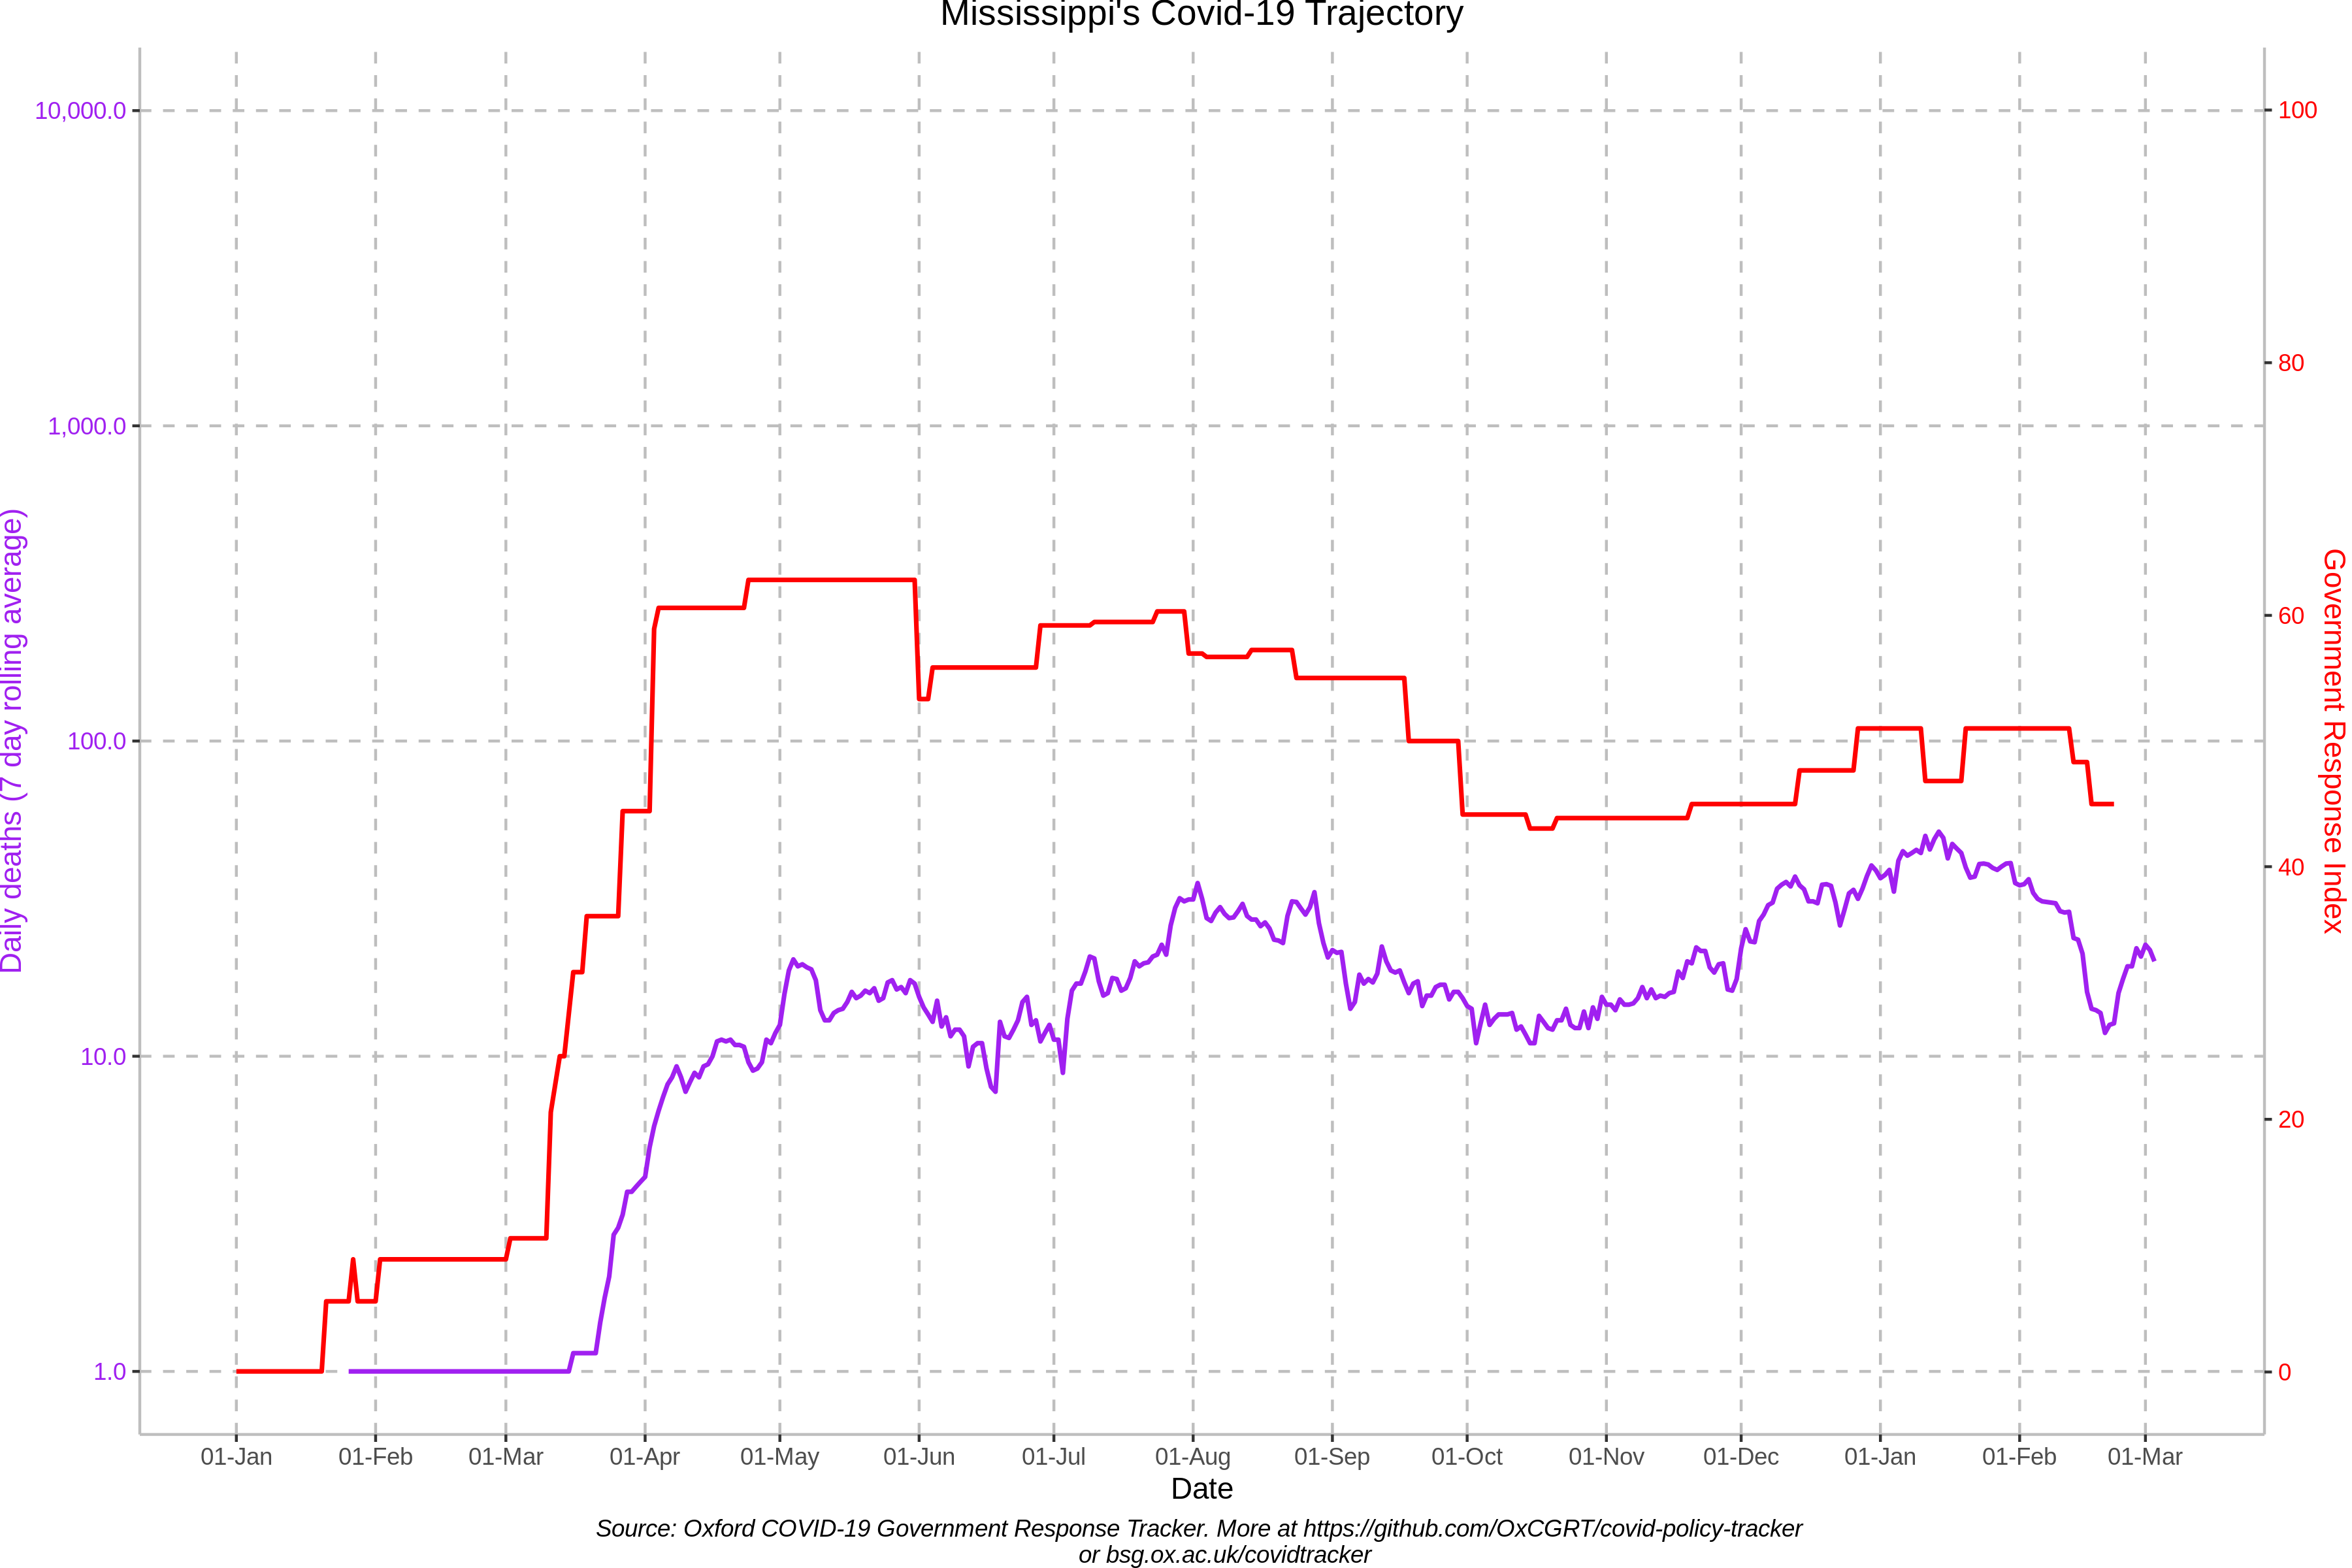 Mississippi's Covid-19 Trajectory
10,000.0
1,000.0
100.0
10.0
1.0
Daily deaths (7 day rolling average)
100
80
60
40
20
0
Government Response Index
01-Jan 01-Feb 01-Mar 01-Apr 01-May 01-Jun 01-Jul 01-Aug 01-Sep 01-Oct 01-Nov 01-Dec 01-Jan 01-Feb 01-Mar
Date
Source: Oxford COVID-19 Government Response Tracker. More at https://github.com/OxCGRT/covid-policy-tracker
or bsg.ox.ac.uk/covidtracker